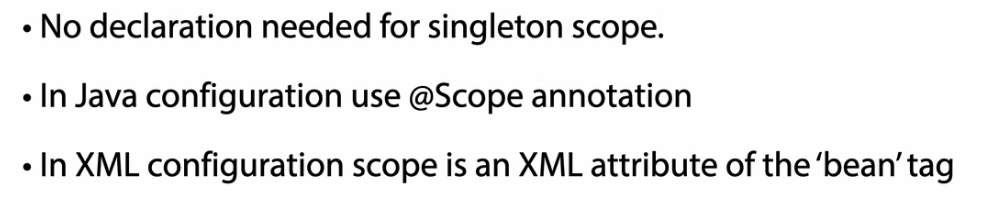 • No declaration needed for singleton scope.
• In Java configuration use @Scope annotation
• In XML configuration scope is an XML attribute of the ‘bean’ tag